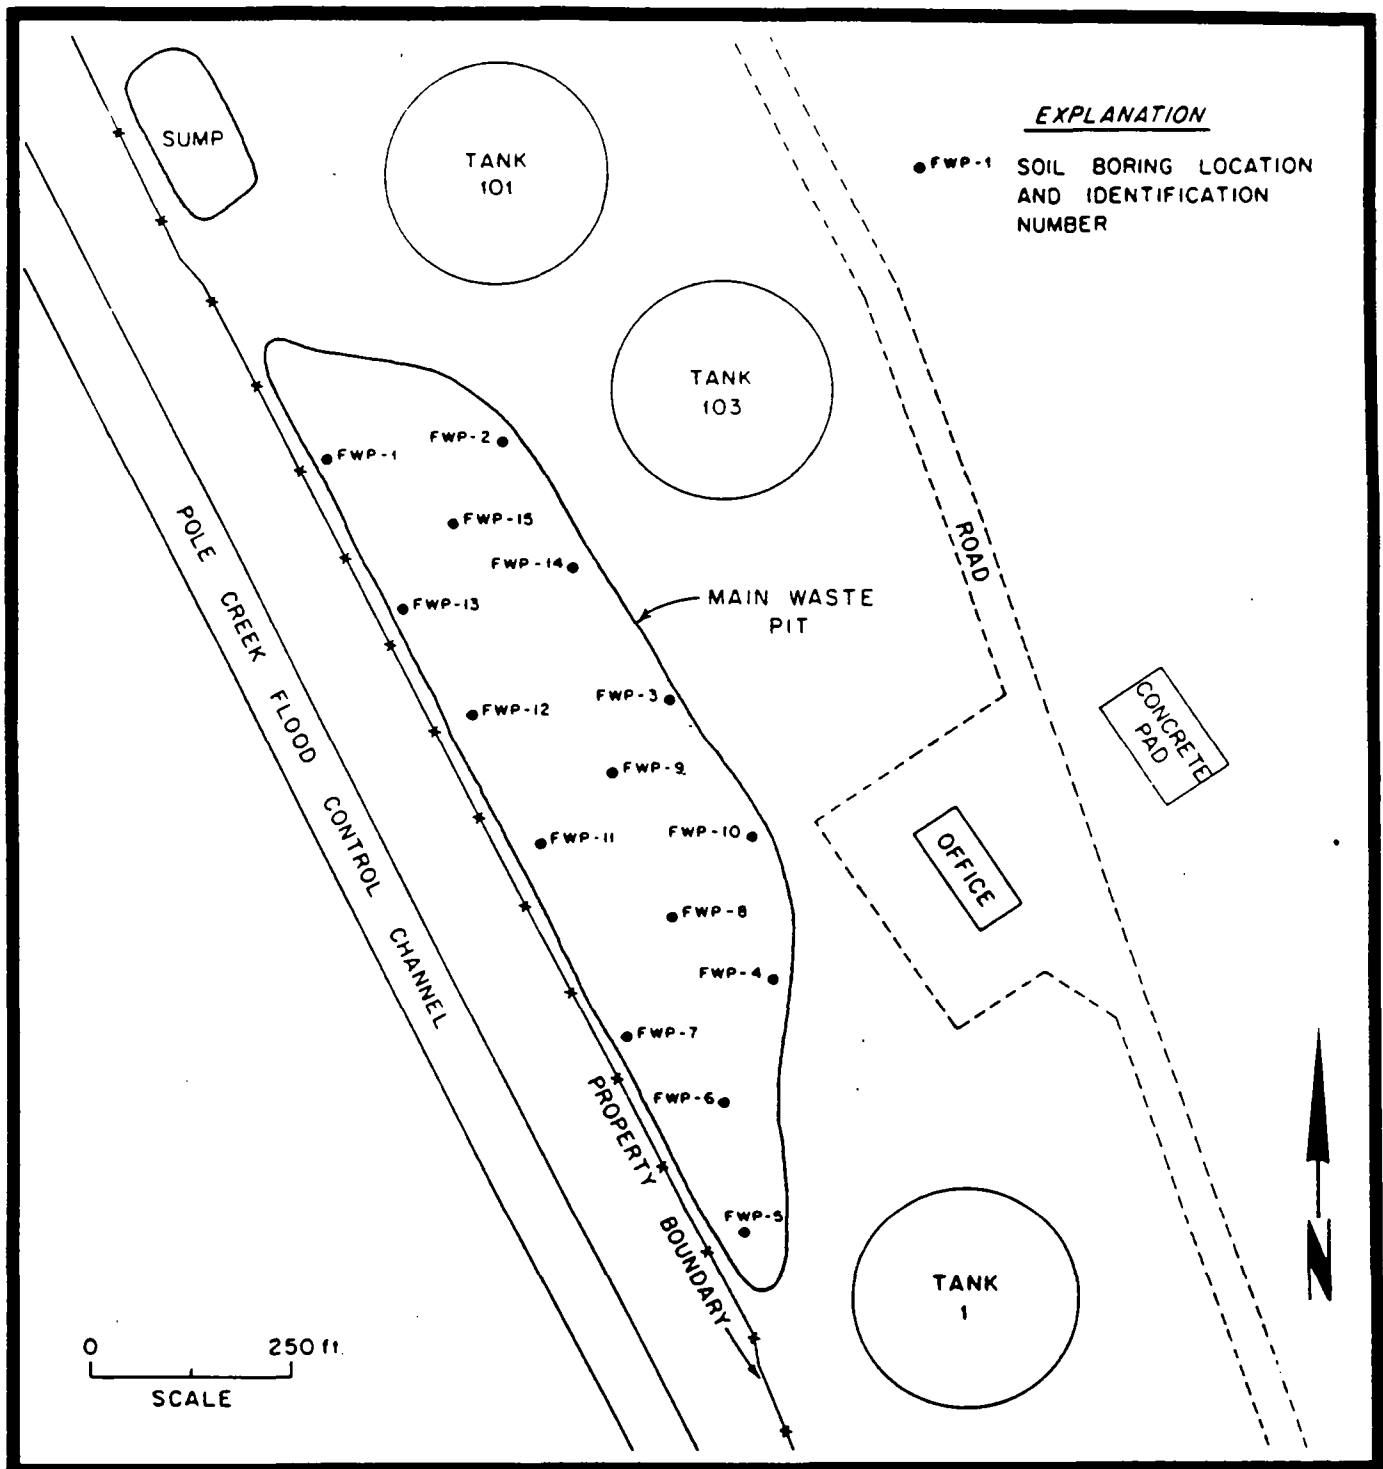 SUMP
TANK
101
EXPLANATION
FWP-1 SOIL BORING LOCATION
AND IDENTIFICATION
NUMBER
TANK
103
FWP-2
FWP-1
FWP-15
FWP-14
ROAD
MAIN WASTE
PIT
FWP-13
POLE CREEK FLOOD CONTROL CHANNEL
FWP-3
FWP-12
CONCRETE
PAD
FWP-9
FWP-10
FWP-11
OFFICE
FWP-8
FWP-4
FWP-7
FWP-6
PROPERTY BOUNDARY
FWP-5
TANK
1
N
0 250 ft.
SCALE